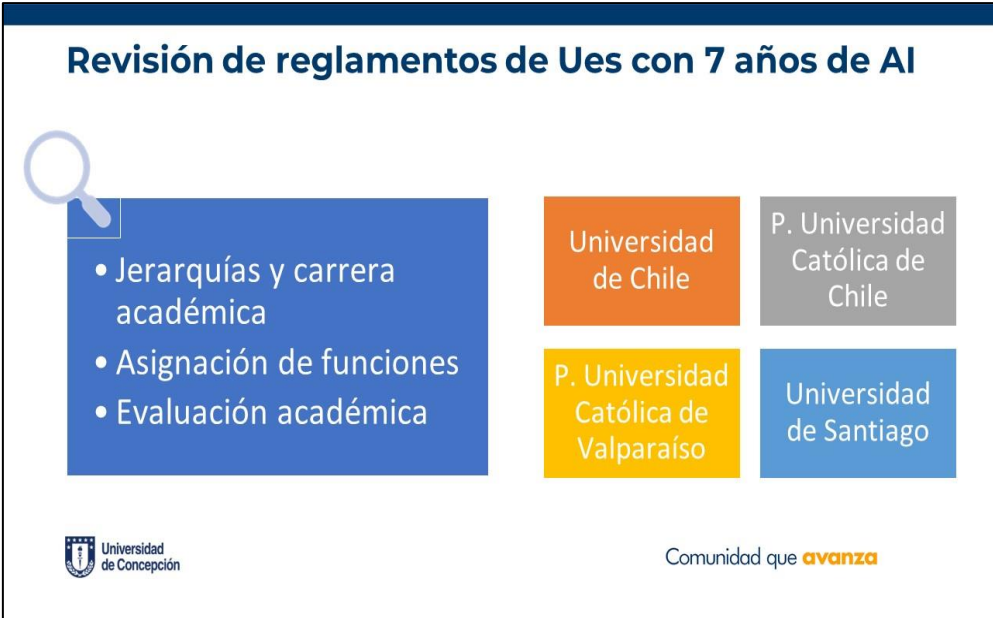 Revisión de reglamentos de Ues con 7 años de AI
• Jerarquías y carrera
académica
• Asignación de funciones
• Evaluación académica
Universidad
de Chile
P. Universidad
Católica de
Chile
P. Universidad
Católica de
Valparaíso
Universidad
de Santiago
Universidad
de Concepción
Comunidad que avanza